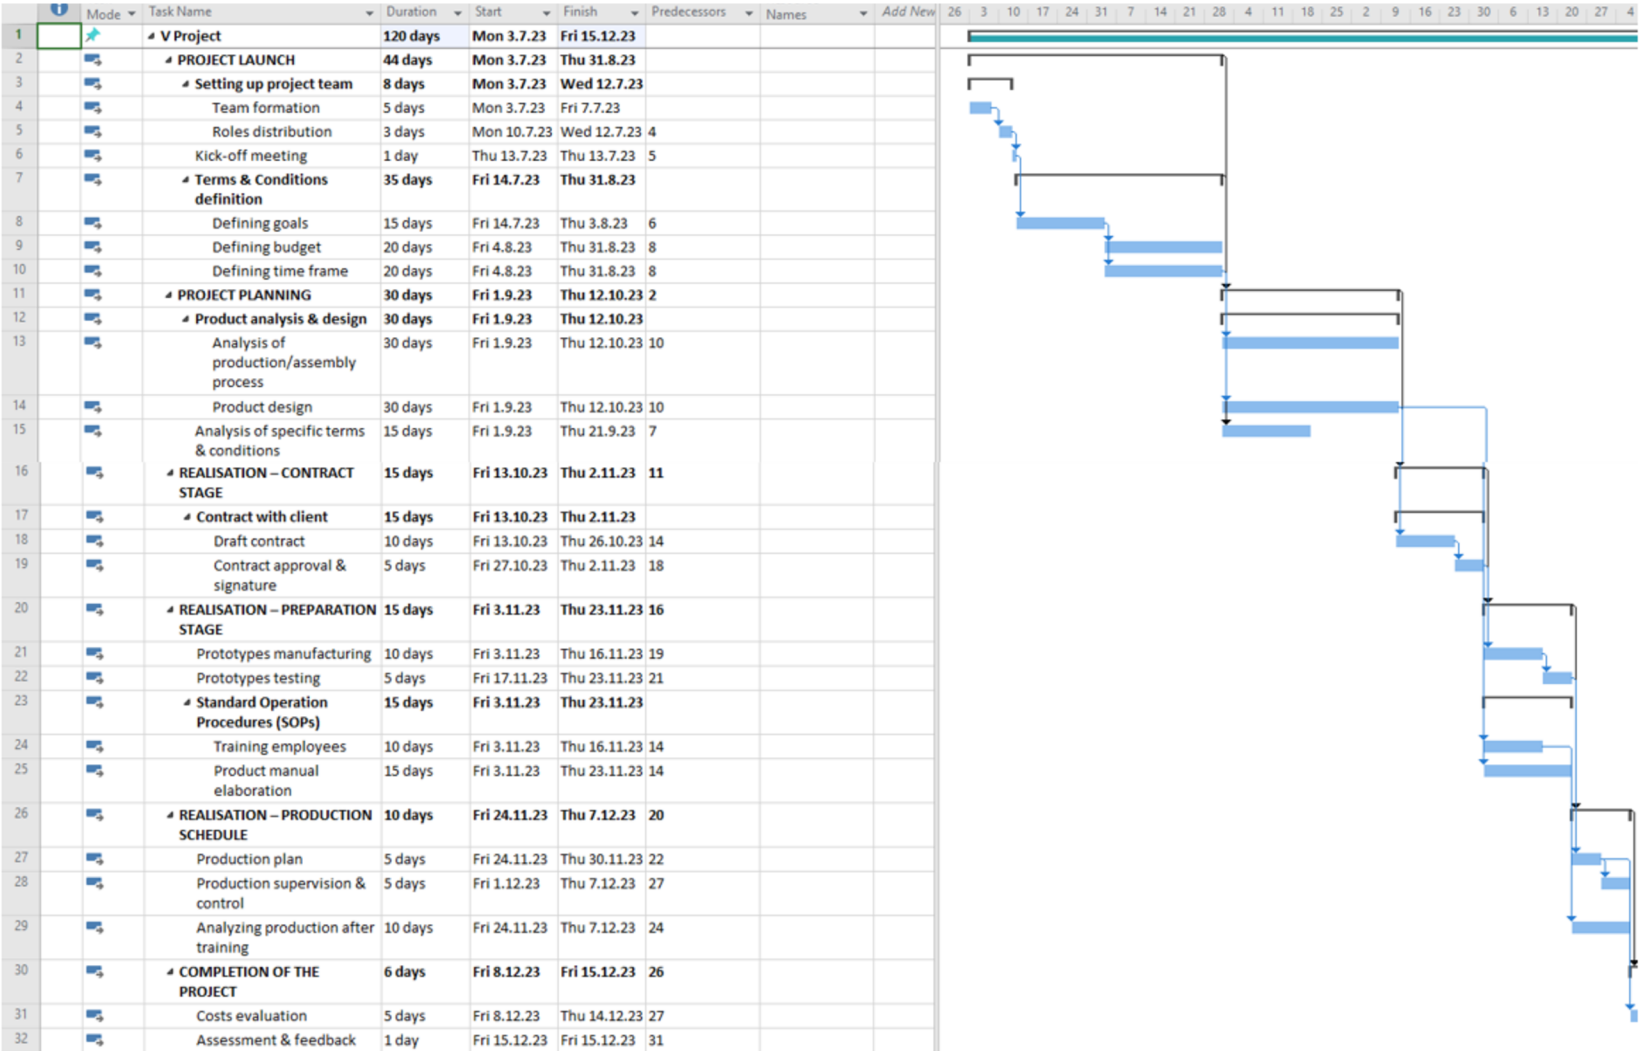 Mode Task Name Duration Start Finish Predecessors Names Add New 26 3 10 17 24 31 7 14 21 28 4 11 18 25 2 9 16 23 30 6 13 20 27 4
1 V Project 120 days Mon 3.7.23 Fri 15.12.23
2 PROJECT LAUNCH 44 days Mon 3.7.23 Thu 31.8.23
3 Setting up project team 8 days Mon 3.7.23 Wed 12.7.23
4 Team formation 5 days Mon 3.7.23 Fri 7.7.23
5 Roles distribution 3 days Mon 10.7.23 Wed 12.7.23 4
6 Kick-off meeting 1 day Thu 13.7.23 Thu 13.7.23 5
7 Terms & Conditions 35 days Fri 14.7.23 Thu 31.8.23
definition
8 Defining goals 15 days Fri 14.7.23 Thu 3.8.23 6
9 Defining budget 20 days Fri 4.8.23 Thu 31.8.23 8
10 Defining time frame 20 days Fri 4.8.23 Thu 31.8.23 8
11 PROJECT PLANNING 30 days Fri 1.9.23 Thu 12.10.23 2
12 Product analysis & design 30 days Fri 1.9.23 Thu 12.10.23
13 Analysis of 30 days Fri 1.9.23 Thu 12.10.23 10
production/assembly
process
14 Product design 30 days Fri 1.9.23 Thu 12.10.23 10
15 Analysis of specific terms 15 days Fri 1.9.23 Thu 21.9.23 7
& conditions
16 REALISATION – CONTRACT 15 days Fri 13.10.23 Thu 2.11.23 11
STAGE
17 Contract with client 15 days Fri 13.10.23 Thu 2.11.23
18 Draft contract 10 days Fri 13.10.23 Thu 26.10.23 14
19 Contract approval & 5 days Fri 27.10.23 Thu 2.11.23 18
signature
20 REALISATION – PREPARATION 15 days Fri 3.11.23 Thu 23.11.23 16
STAGE
21 Prototypes manufacturing 10 days Fri 3.11.23 Thu 16.11.23 19
22 Prototypes testing 5 days Fri 17.11.23 Thu 23.11.23 21
23 Standard Operation 15 days Fri 3.11.23 Thu 23.11.23
Procedures (SOPs)
24 Training employees 10 days Fri 3.11.23 Thu 16.11.23 14
25 Product manual 15 days Fri 3.11.23 Thu 23.11.23 14
elaboration
26 REALISATION – PRODUCTION 10 days Fri 24.11.23 Thu 7.12.23 20
SCHEDULE
27 Production plan 5 days Fri 24.11.23 Thu 30.11.23 22
28 Production supervision & 5 days Fri 1.12.23 Thu 7.12.23 27
control
29 Analyzing production after 10 days Fri 24.11.23 Thu 7.12.23 24
training
30 COMPLETION OF THE 6 days Fri 8.12.23 Fri 15.12.23 26
PROJECT
31 Costs evaluation 5 days Fri 8.12.23 Thu 14.12.23 27
32 Assessment & feedback 1 day Fri 15.12.23 Fri 15.12.23 31